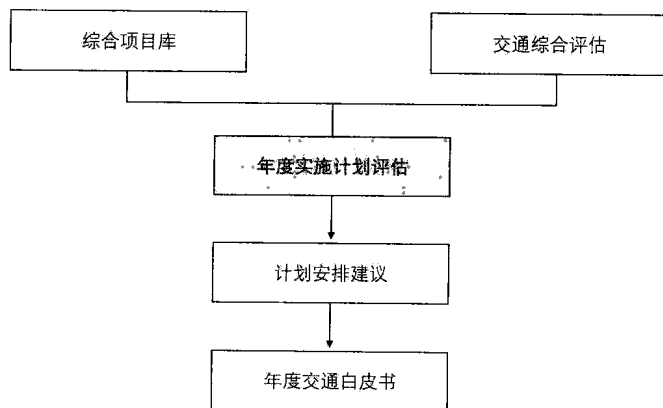 综合项目库
交通综合评估
年度实施计划评估
计划安排建议
年度交通白皮书